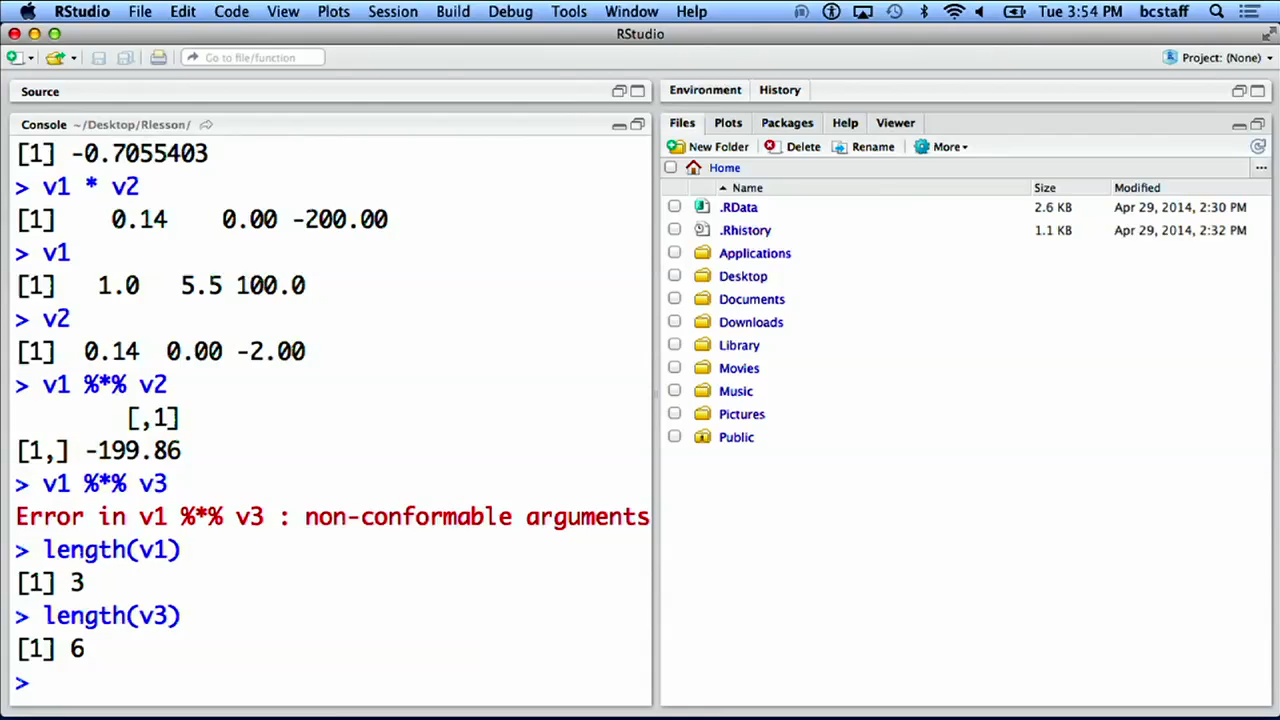 RStudio File Edit Code View Plots Session Build Debug Tools Window Help Tue 3:54 PM bcstaff
RStudio
Go to file/function
Project: (None)
Source
Console ~/Desktop/Rlesson/
[1] -0.7055403
> v1 * v2
[1] 0.14 0.00 -200.00
> v1
[1] 1.0 5.5 100.0
> v2
[1] 0.14 0.00 -2.00
> v1 %*% v2
[,1]
[1,] -199.86
> v1 %*% v3
Error in v1 %*% v3 : non-conformable arguments
> length(v1)
[1] 3
> length(v3)
[1] 6
>
Environment History
Files Plots Packages Help Viewer
New Folder Delete Rename More
Home
Name Size Modified
.RData 2.6 KB Apr 29, 2014, 2:30 PM
.Rhistory 1.1 KB Apr 29, 2014, 2:32 PM
Applications
Desktop
Documents
Downloads
Library
Movies
Music
Pictures
Public